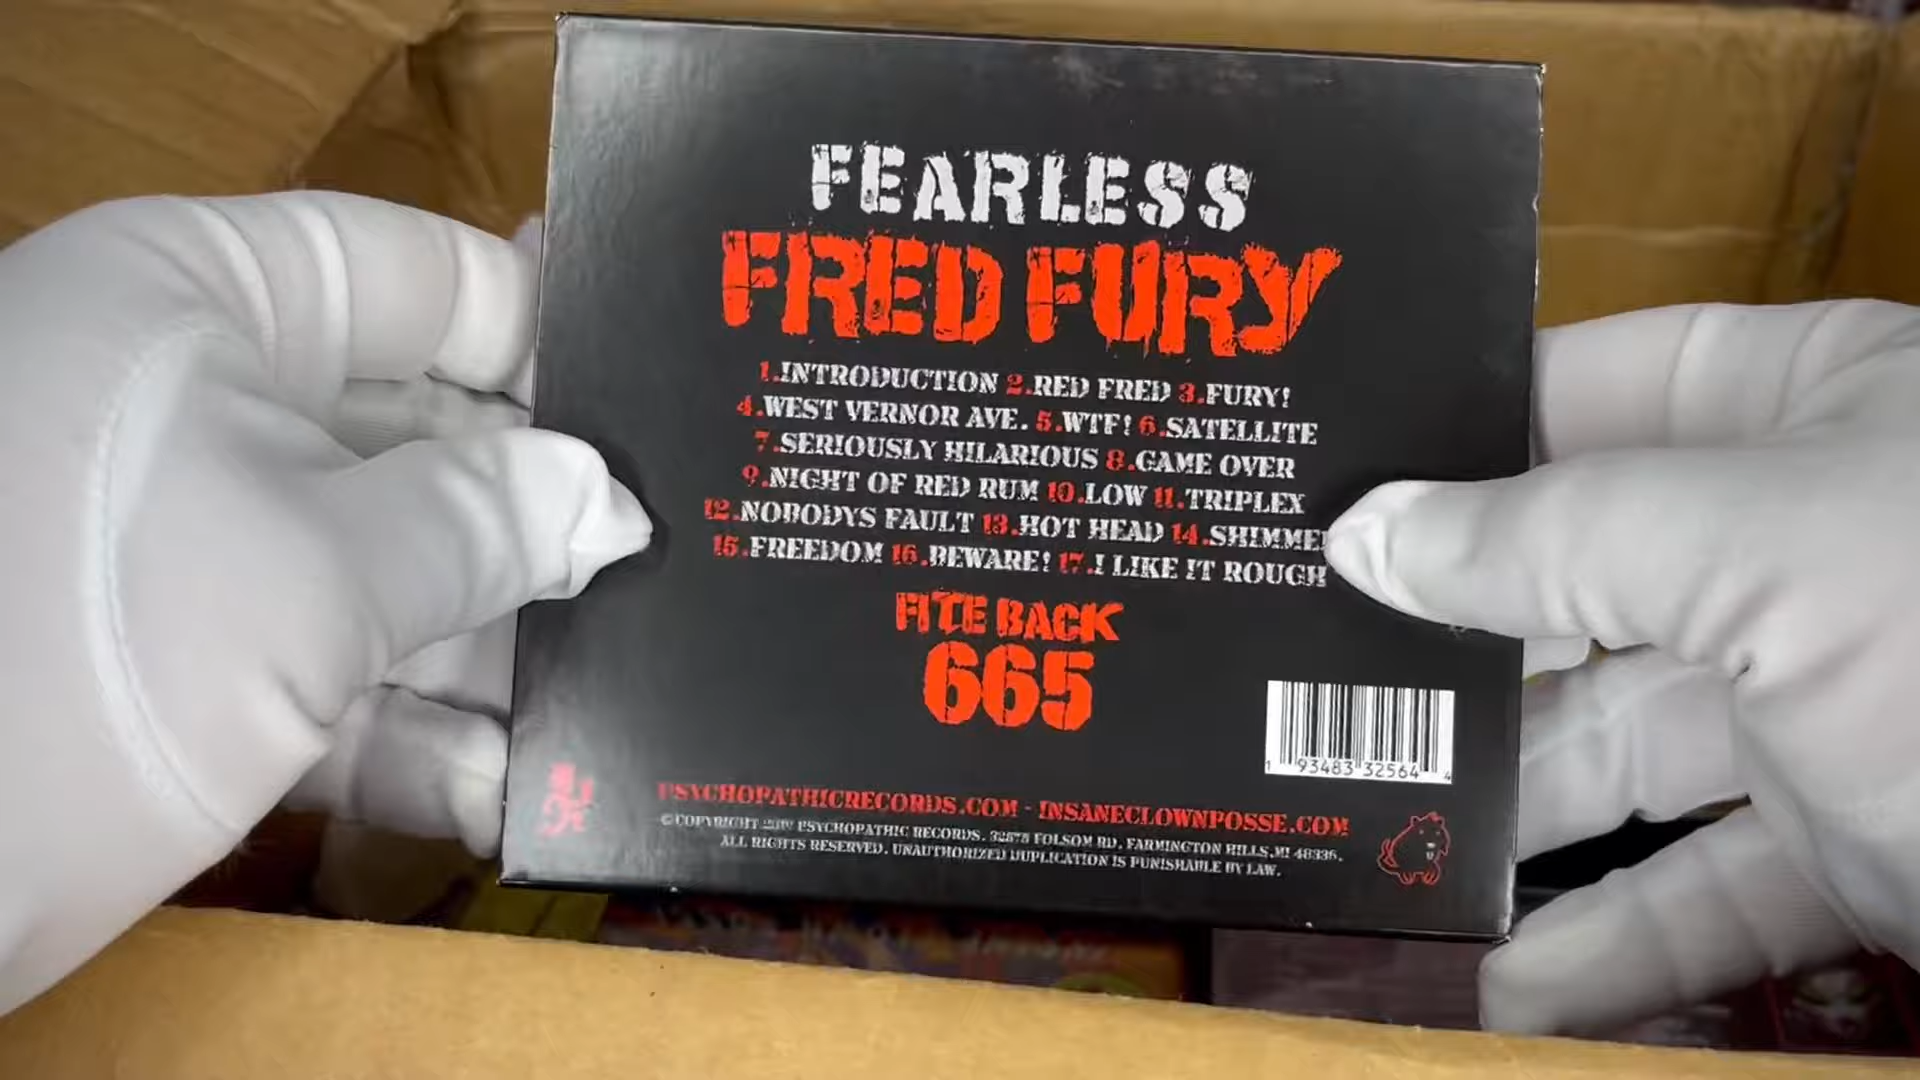 FEARLESS
FRED FURY
1.INTRODUCTION 2.RED FRED 3.FURY!
4.WEST VERNOR AVE. 5.WTF! 6.SATELLITE
7.SERIOUSLY HILARIOUS 8.GAME OVER
9.NIGHT OF RED RUM 10.LOW 11.TRIPLEX
12.NOBODYS FAULT 13.HOT HEAD 14.SHIMME
15.FREEDOM 16.BEWARE! 17.I LIKE IT ROUGH
FITE BACK
665
1 93483 32564 4
PSYCHOPATHICRECORDS.COM - INSANECLOWNPOSSE.COM
©COPYRIGHT PSYCHOPATHIC RECORDS. 32575 FOLSOM RD. FARMINGTON HILLS,MI 48336.
ALL RIGHTS RESERVED. UNAUTHORIZED DUPLICATION IS PUNISHABLE BY LAW.